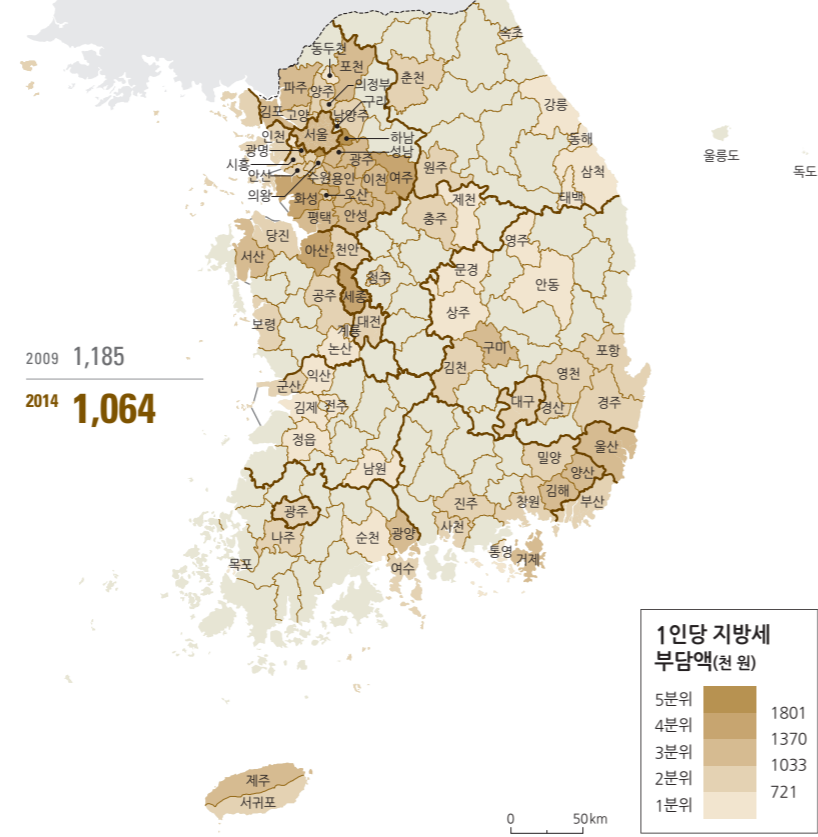 속초
동두천
포천
춘천
파주
양주
의정부
강릉
구리
김포
고양
남양주
인천
서울
하남
동해
광명
성남
울릉도
시흥
광주
원주
삼척
독도
안산
수원
용인
이천
여주
의왕
화성
오산
제천
태백
평택
안성
충주
당진
영주
서산
아산
천안
문경
청주
안동
공주
세종
상주
보령
대전
계룡
2009 1,185
논산
구미
포항
익산
김천
영천
2014 1,064
군산
김제
전주
대구
경산
경주
정읍
울산
남원
밀양
양산
광주
진주
창원
김해
부산
나주
순천
광양
사천
목포
여수
통영
거제
1인당 지방세
부담액(천 원)
5분위
1801
4분위
1370
3분위
1033
2분위
721
1분위
제주
서귀포
0 50 km